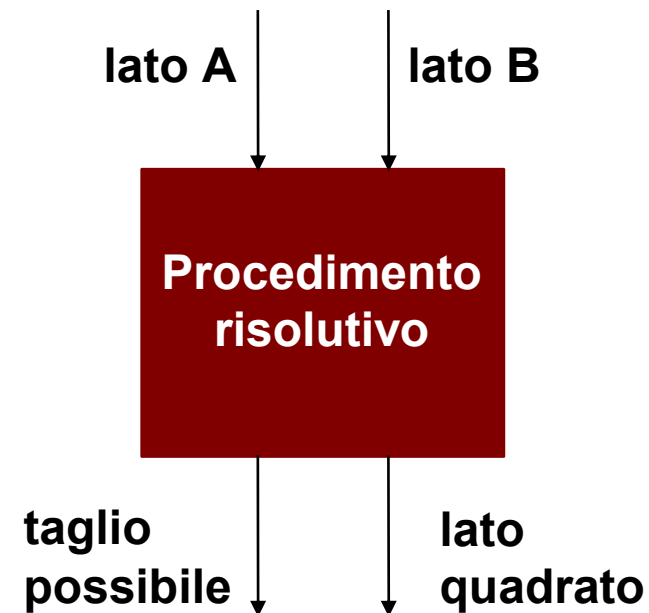 lato A
lato B
Procedimento
risolutivo
taglio
possibile
lato
quadrato